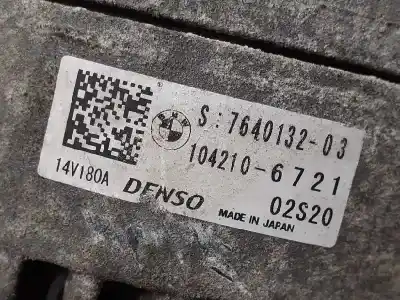 S:7640132-03
104210-6721
14V180A DENSO 02S20
MADE IN JAPAN